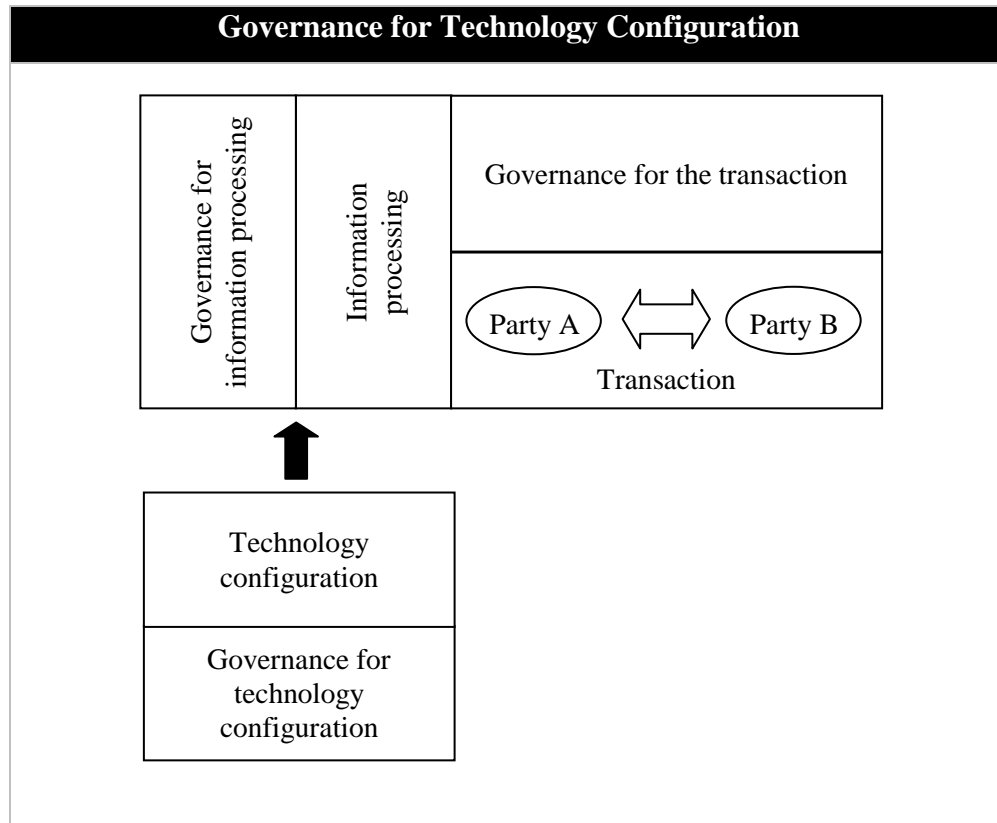 Governance for Technology Configuration
Governance for
information processing
Information
processing
Governance for the transaction
Party A
Party B
Transaction
Technology
configuration
Governance for
technology
configuration